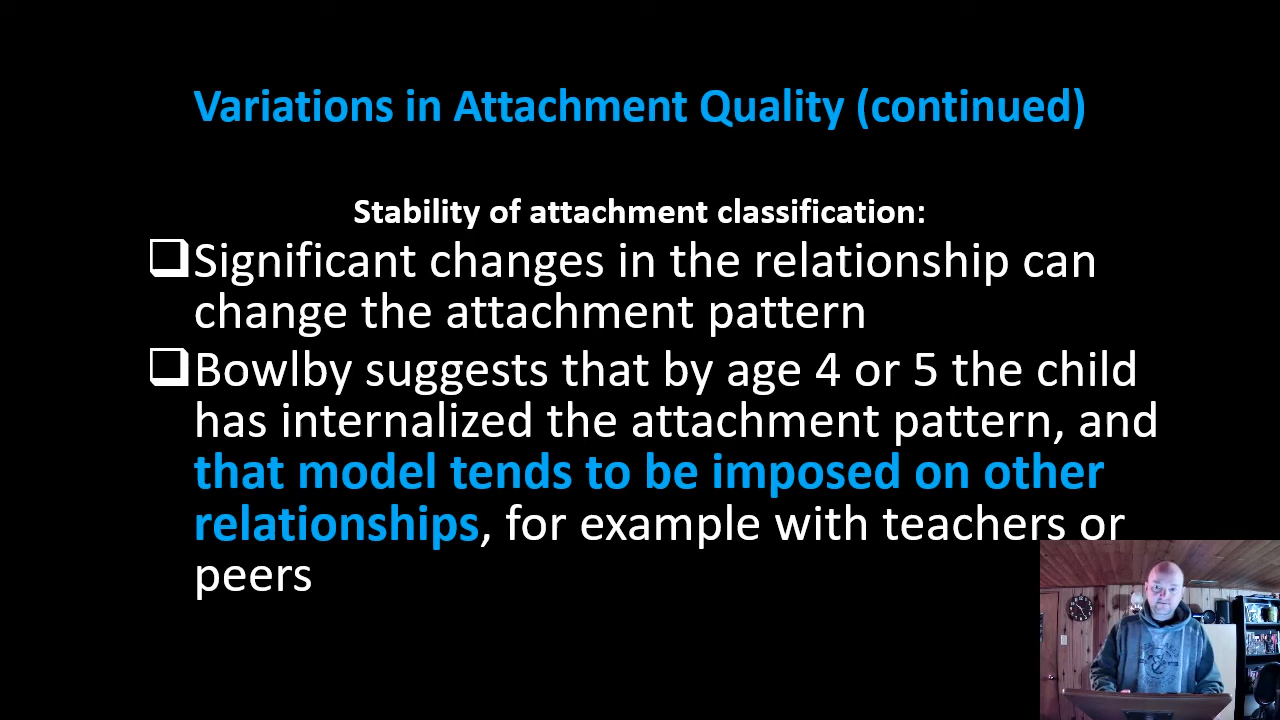 Variations in Attachment Quality (continued)
Stability of attachment classification:
Significant changes in the relationship can
change the attachment pattern
Bowlby suggests that by age 4 or 5 the child
has internalized the attachment pattern, and
that model tends to be imposed on other
relationships, for example with teachers or
peers